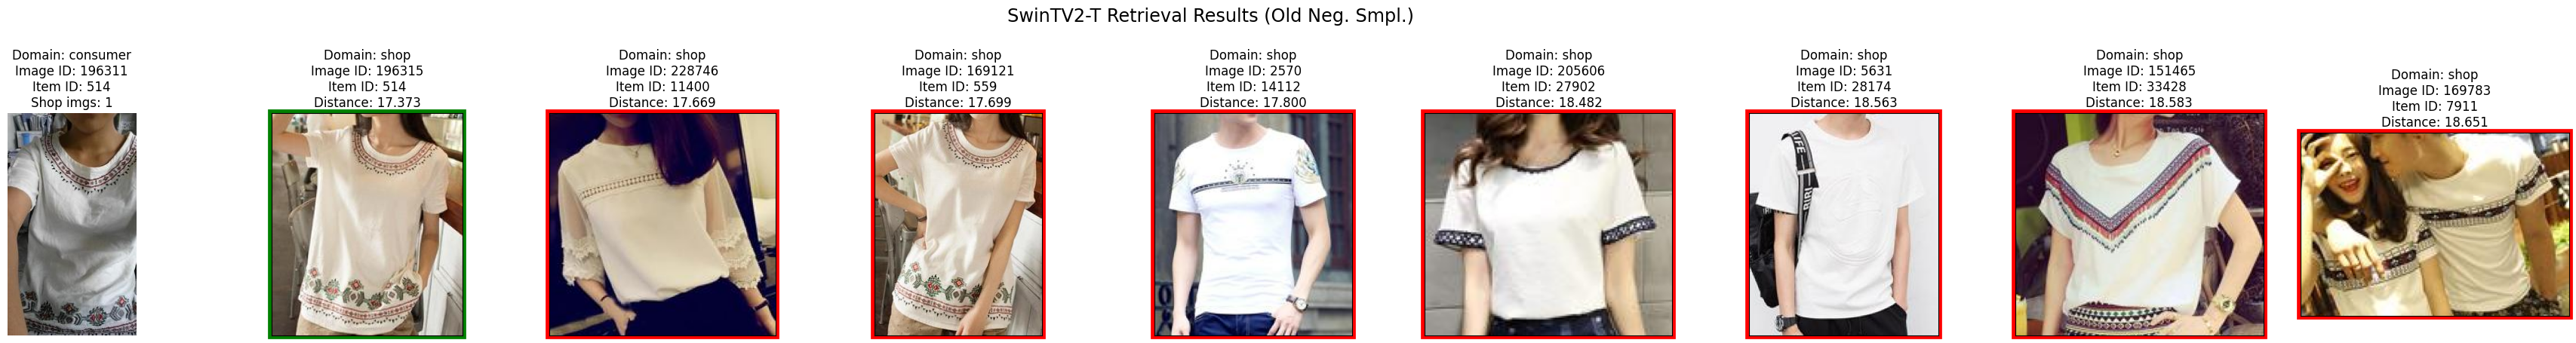 SwinTV2-T Retrieval Results (Old Neg. Smpl.)
Domain: consumer
Image ID: 196311
Item ID: 514
Shop imgs: 1
Domain: shop
Image ID: 196315
Item ID: 514
Distance: 17.373
Domain: shop
Image ID: 228746
Item ID: 11400
Distance: 17.669
Domain: shop
Image ID: 169121
Item ID: 559
Distance: 17.699
Domain: shop
Image ID: 2570
Item ID: 14112
Distance: 17.800
Domain: shop
Image ID: 205606
Item ID: 27902
Distance: 18.482
Domain: shop
Image ID: 5631
Item ID: 28174
Distance: 18.563
Domain: shop
Image ID: 151465
Item ID: 33428
Distance: 18.583
Domain: shop
Image ID: 169783
Item ID: 7911
Distance: 18.651